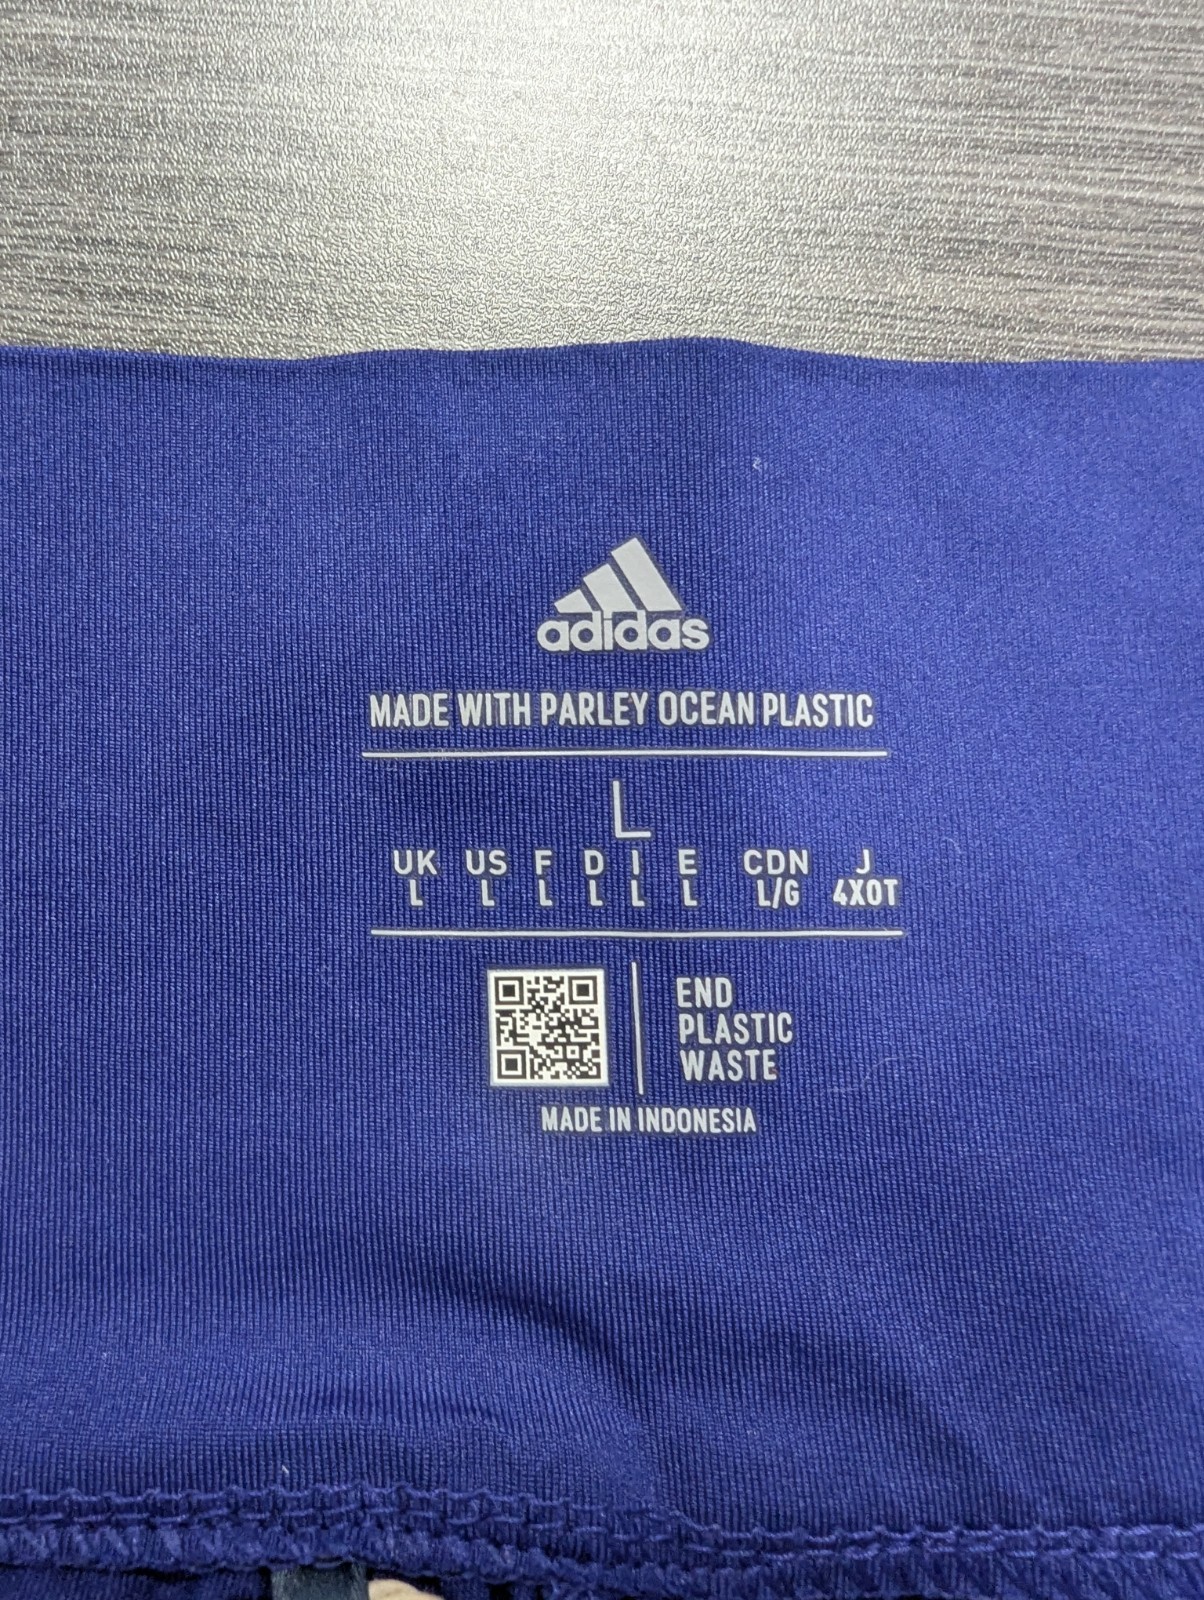 adidas
MADE WITH PARLEY OCEAN PLASTIC
L
UK US F D I E CDN J
L L L L L L L/G 4XOT
END
PLASTIC
WASTE
MADE IN INDONESIA